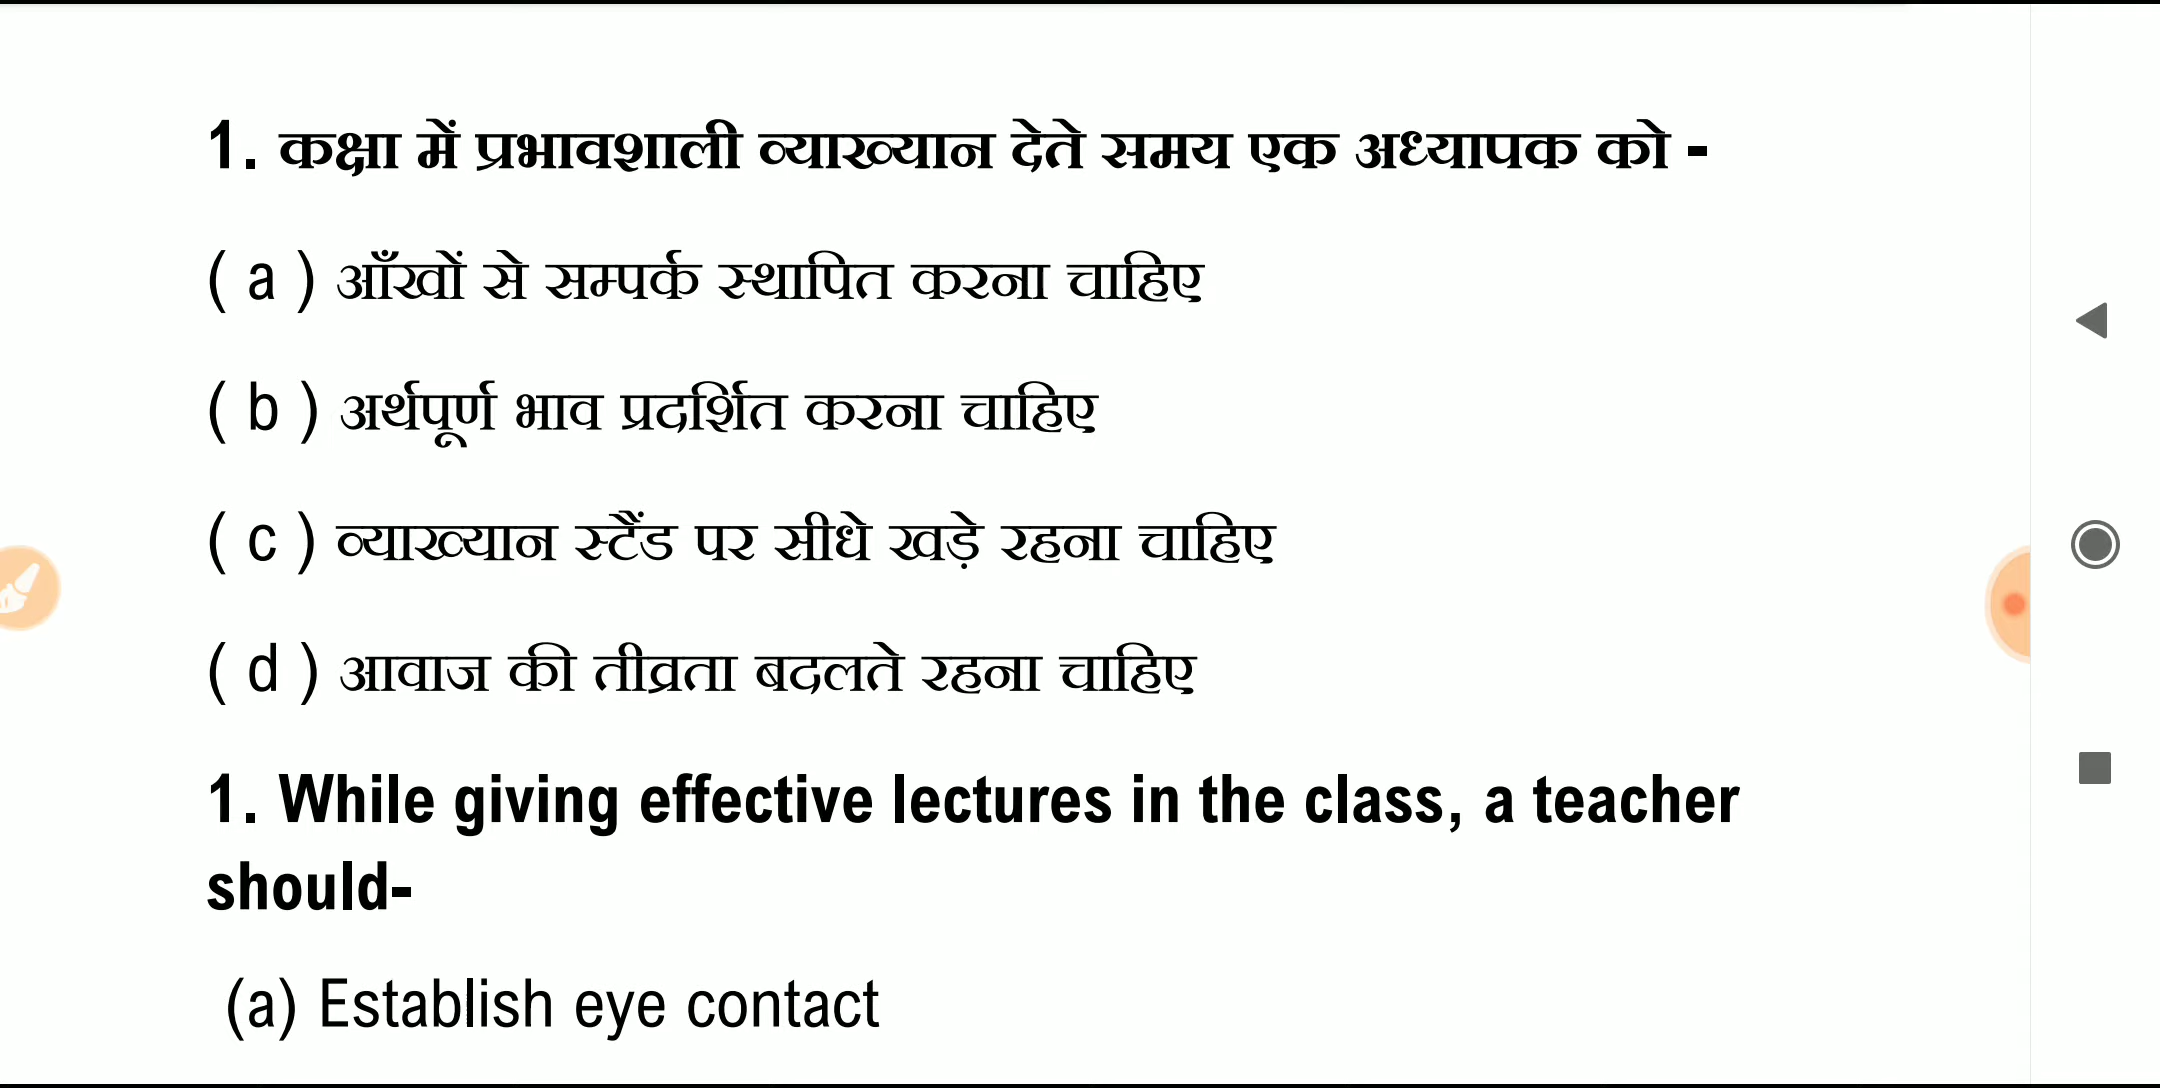 1. कक्षा में प्रभावशाली व्याख्यान देते समय एक अध्यापक को -
( a ) आँखों से सम्पर्क स्थापित करना चाहिए
( b ) अर्थपूर्ण भाव प्रदर्शित करना चाहिए
( c ) व्याख्यान स्टैंड पर सीधे खड़े रहना चाहिए
( d ) आवाज की तीव्रता बदलते रहना चाहिए
1. While giving effective lectures in the class, a teacher
should-
(a) Establish eye contact